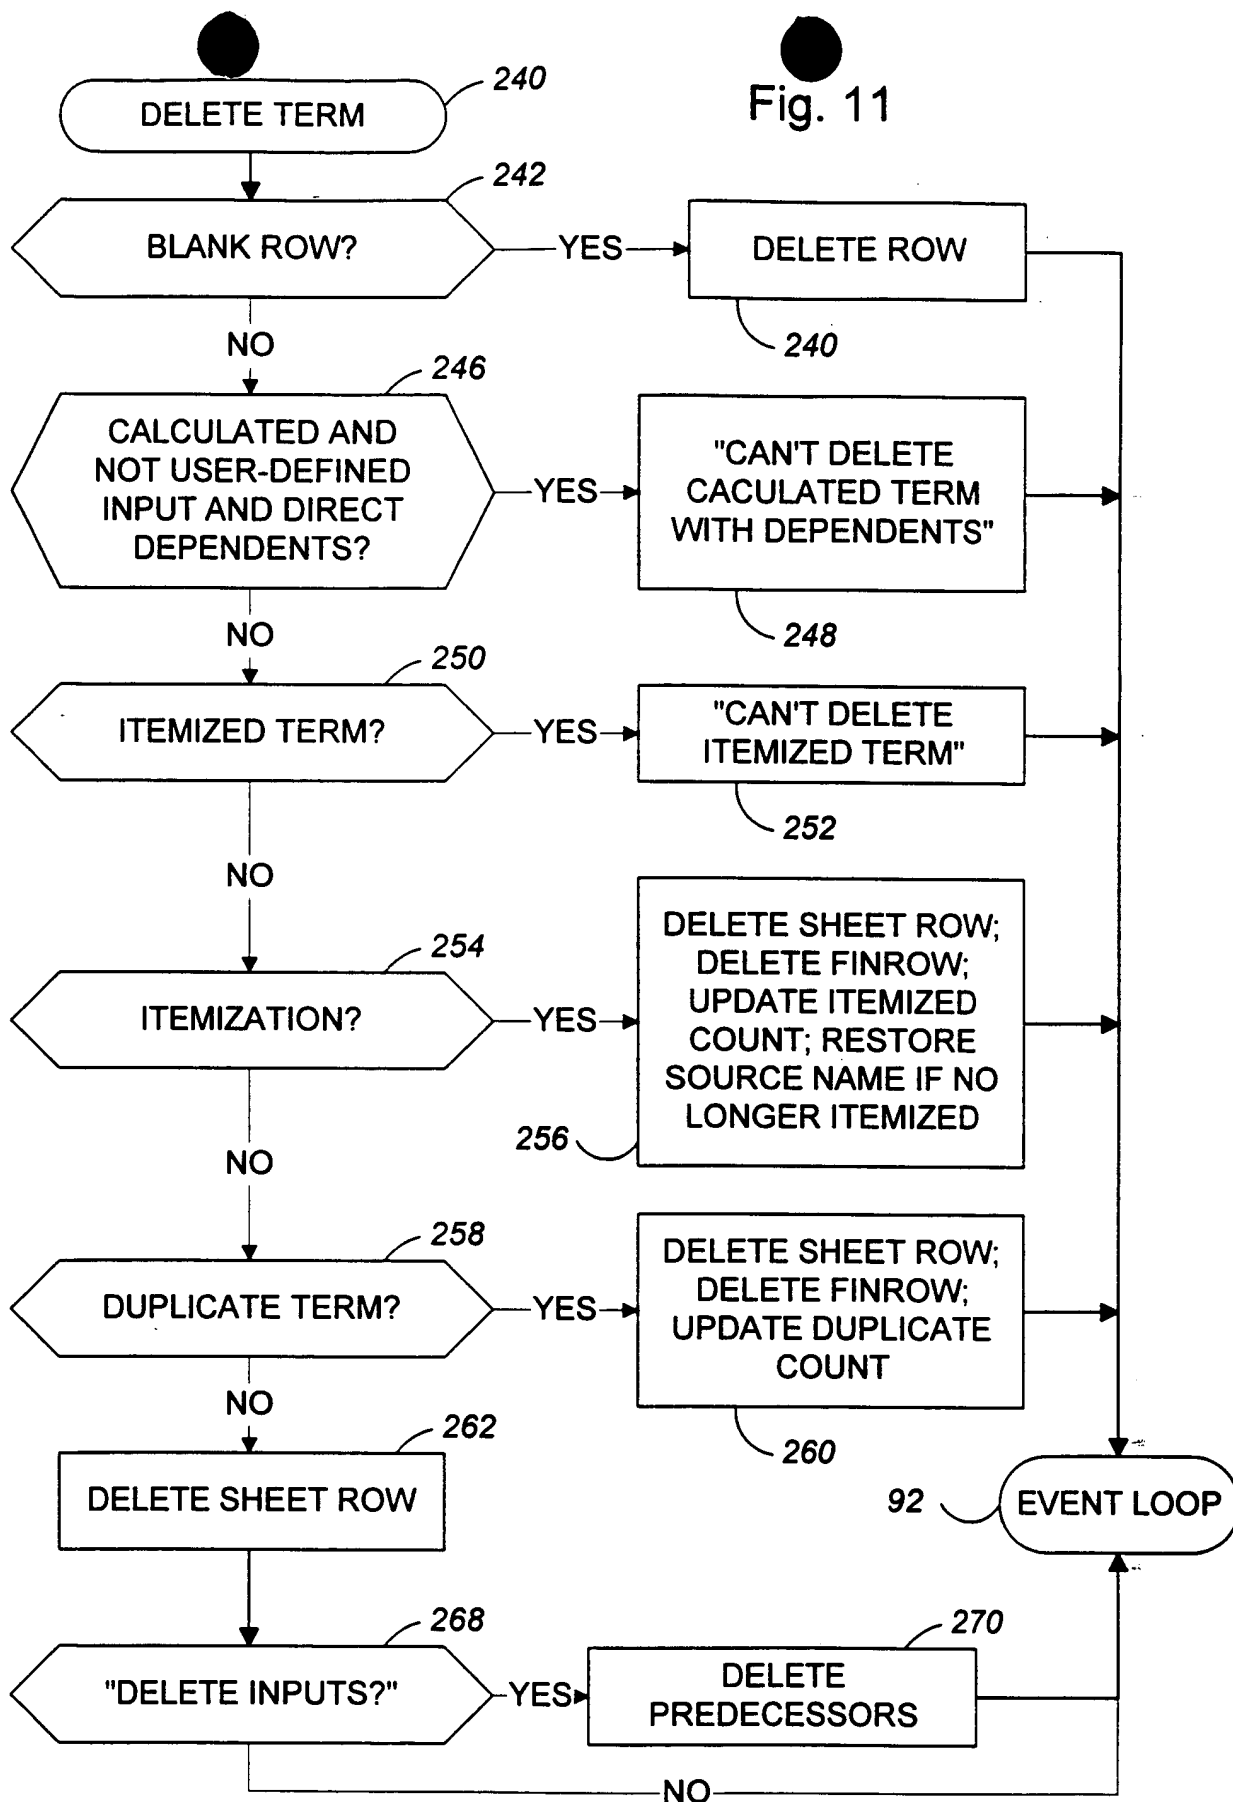 240
DELETE TERM
Fig. 11
242
BLANK ROW?
YES
DELETE ROW
240
NO
246
CALCULATED AND
NOT USER-DEFINED
INPUT AND DIRECT
DEPENDENTS?
YES
"CAN'T DELETE
CACULATED TERM
WITH DEPENDENTS"
248
NO
250
ITEMIZED TERM?
YES
"CAN'T DELETE
ITEMIZED TERM"
252
NO
254
ITEMIZATION?
YES
DELETE SHEET ROW;
DELETE FINROW;
UPDATE ITEMIZED
COUNT; RESTORE
SOURCE NAME IF NO
LONGER ITEMIZED
256
NO
258
DUPLICATE TERM?
YES
DELETE SHEET ROW;
DELETE FINROW;
UPDATE DUPLICATE
COUNT
260
NO
262
DELETE SHEET ROW
92
EVENT LOOP
268
"DELETE INPUTS?"
YES
270
DELETE
PREDECESSORS
NO